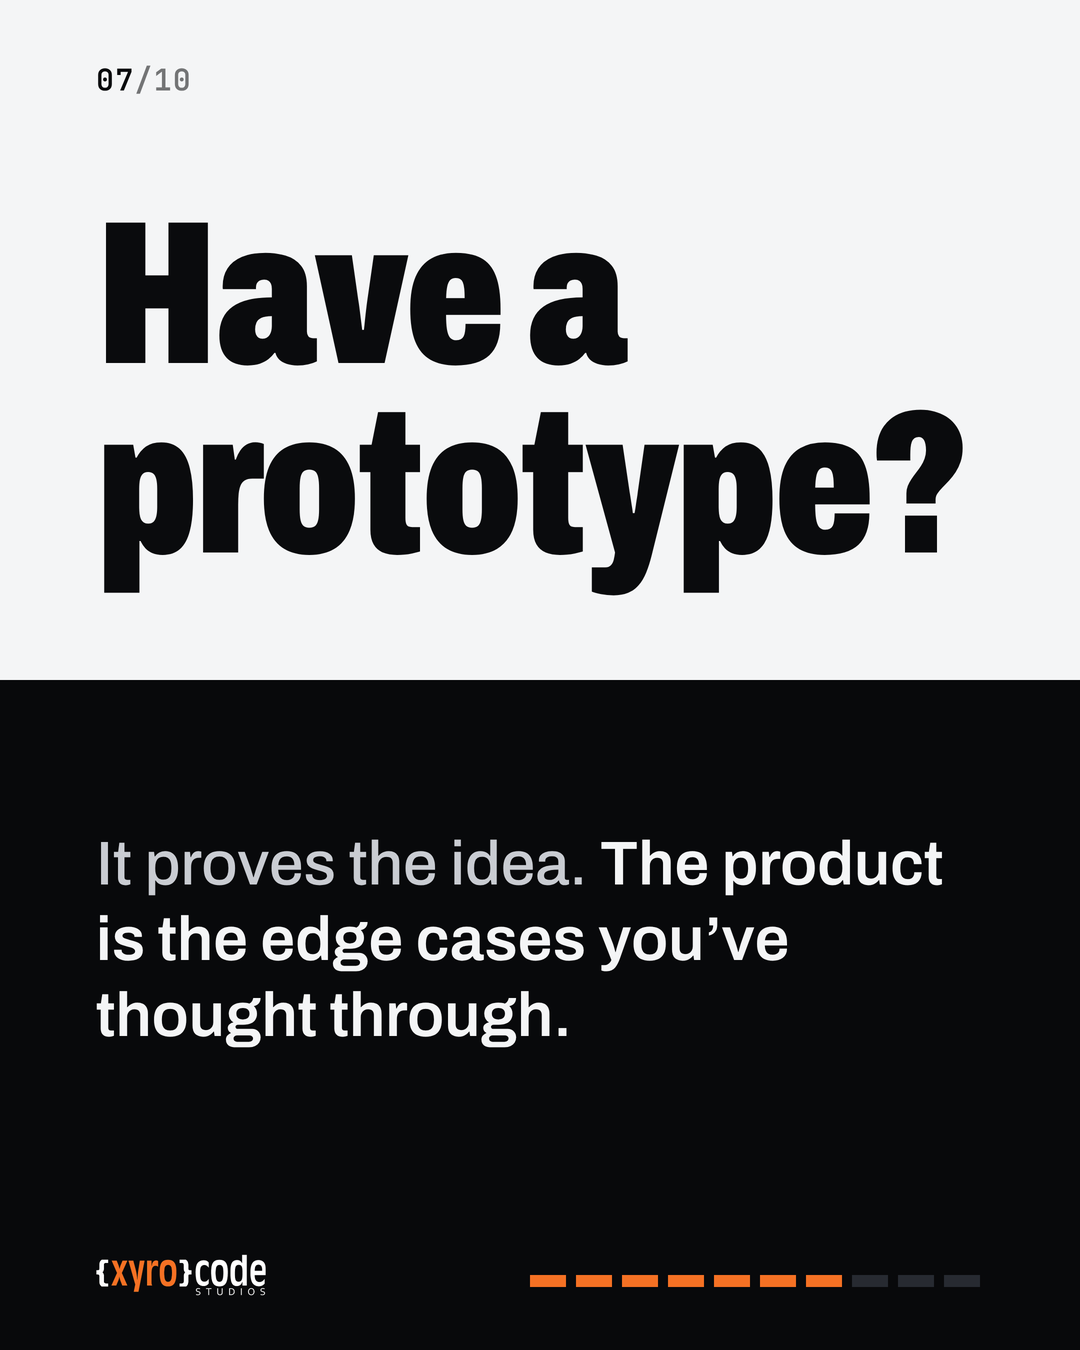 07/10
Have a
prototype?
It proves the idea. The product
is the edge cases you’ve
thought through.
{xyro}code
STUDIOS